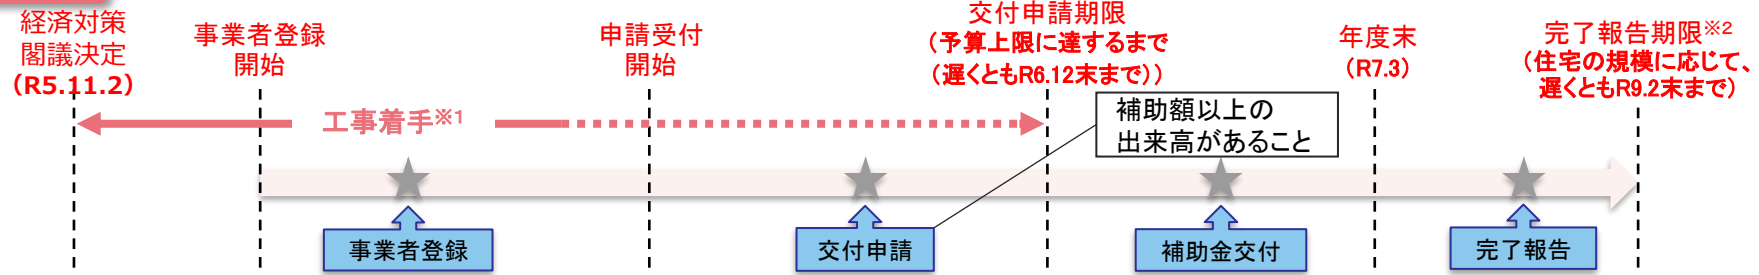 経済対策
閣議決定
（R5.11.2）
事業者登録
開始
申請受付
開始
交付申請期限
（予算上限に達するまで
（遅くともR6.12末まで））
年度末
（R7.3）
完了報告期限※2
（住宅の規模に応じて、
遅くともR9.2末まで）
工事着手※1
補助額以上の
出来高があること
事業者登録
交付申請
補助金交付
完了報告